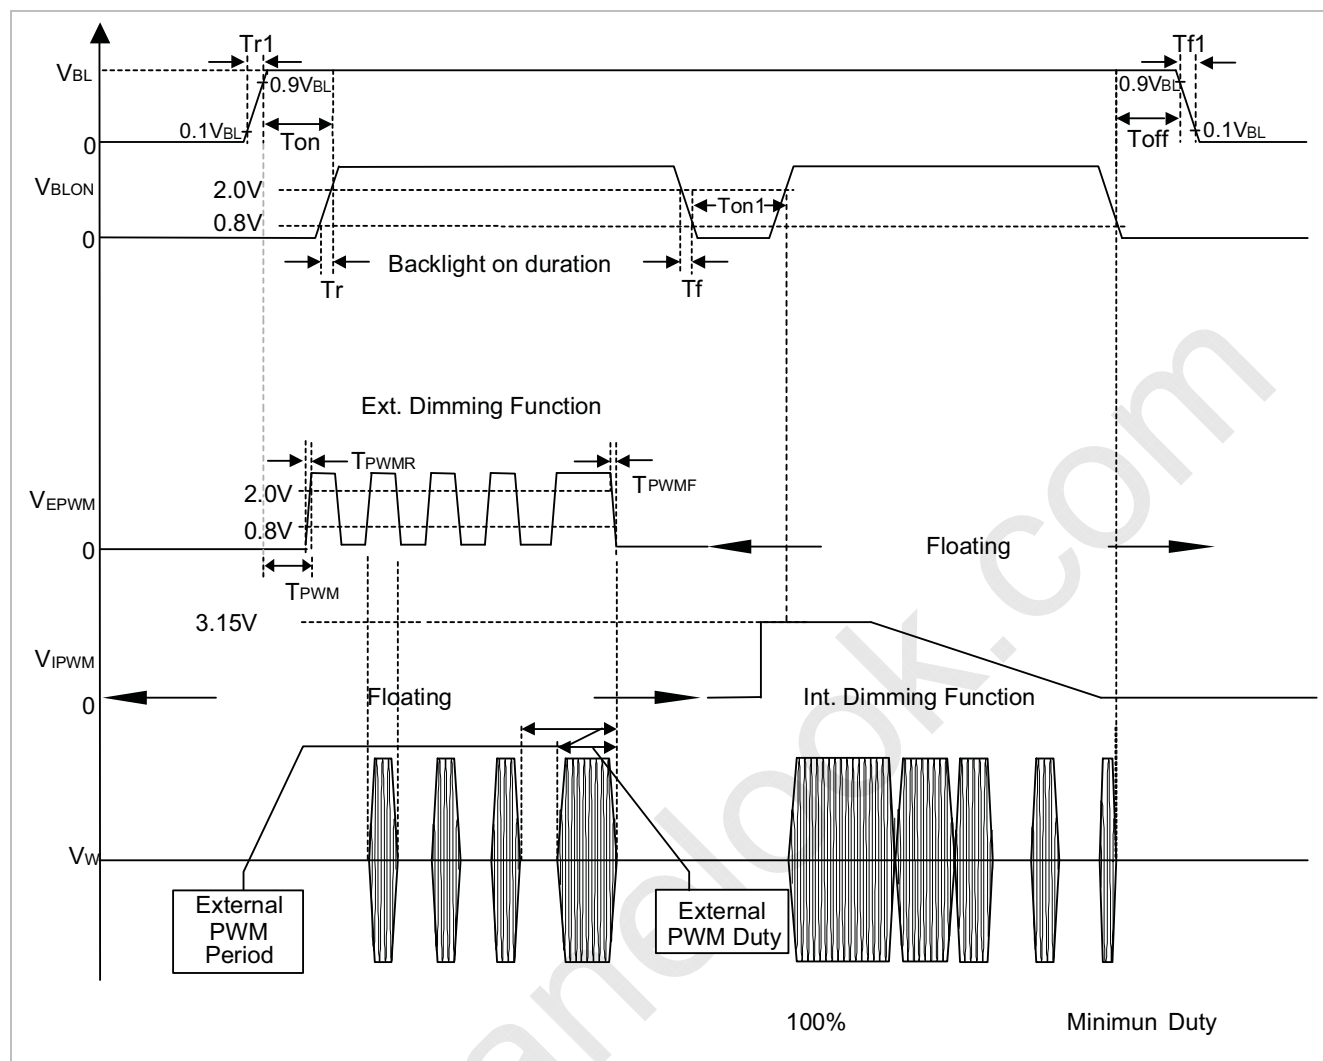 Tr1
Tf1
VBL
0.9VBL
0.9VBL
0.1VBL
Ton
Toff
0.1VBL
0
VBLON
2.0V
Ton1
0.8V
0
Backlight on duration
Tr
Tf
Ext. Dimming Function
TPWMR
TPWMF
VEPWM
2.0V
0.8V
0
Floating
TPWM
3.15V
VIPWM
0
Floating
Int. Dimming Function
VW
External
PWM
Period
External
PWM Duty
100%
Minimun Duty
anelook.com